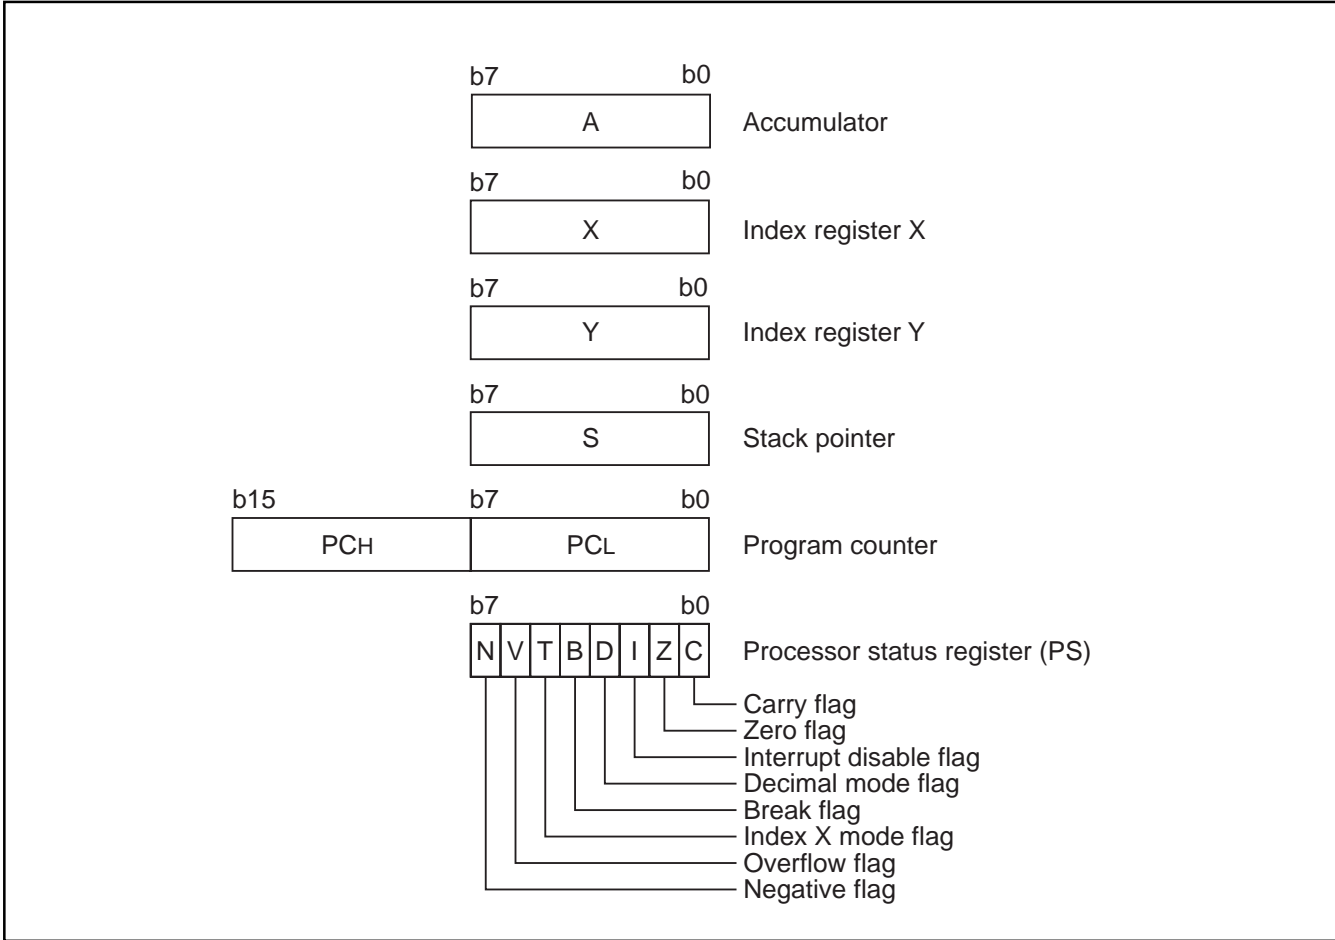 b7 b0
A Accumulator
b7 b0
X Index register X
b7 b0
Y Index register Y
b7 b0
S Stack pointer
b15 b7 b0
PCH PCL Program counter
b7 b0
N V T B D I Z C Processor status register (PS)
Carry flag
Zero flag
Interrupt disable flag
Decimal mode flag
Break flag
Index X mode flag
Overflow flag
Negative flag